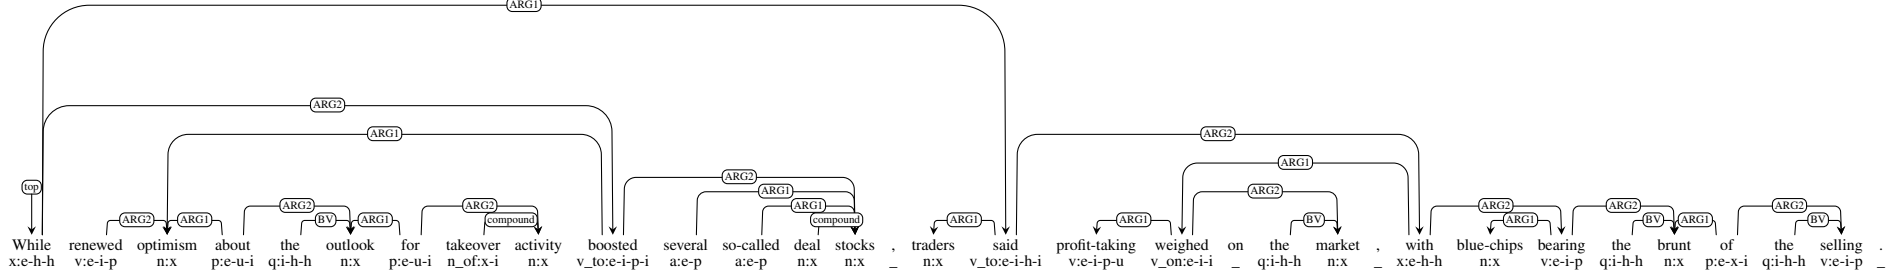 ARG1
ARG2
ARG1
ARG2
ARG2
ARG1
ARG1
top
ARG2
ARG1
ARG2
ARG2
ARG1
ARG2
ARG2
ARG2
ARG1
BV
ARG1
compound
compound
ARG1
ARG1
BV
ARG1
BV
ARG1
BV
While renewed optimism about the outlook for takeover activity boosted several so-called deal stocks , traders said profit-taking weighed on the market , with blue-chips bearing the brunt of the selling .
x:e-h-h v:e-i-p n:x p:e-u-i q:i-h-h n:x p:e-u-i n_of:x-i n:x v_to:e-i-p-i a:e-p a:e-p n:x n:x _ n:x v_to:e-i-h-i v:e-i-p-u v_on:e-i-i _ q:i-h-h n:x _ x:e-h-h n:x v:e-i-p q:i-h-h n:x p:e-x-i q:i-h-h v:e-i-p _